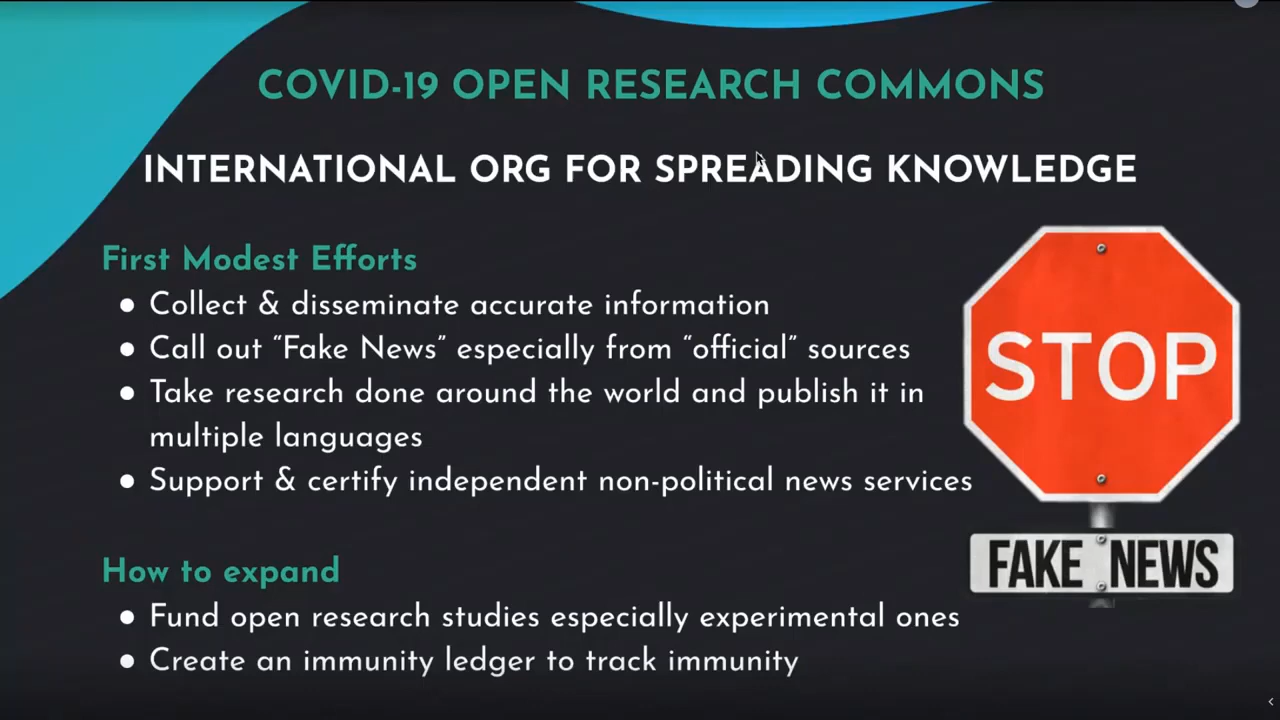 COVID-19 OPEN RESEARCH COMMONS
INTERNATIONAL ORG FOR SPREADING KNOWLEDGE
First Modest Efforts
● Collect & disseminate accurate information
● Call out “Fake News” especially from “official” sources
● Take research done around the world and publish it in
multiple languages
● Support & certify independent non-political news services
How to expand
● Fund open research studies especially experimental ones
● Create an immunity ledger to track immunity
STOP
FAKE NEWS